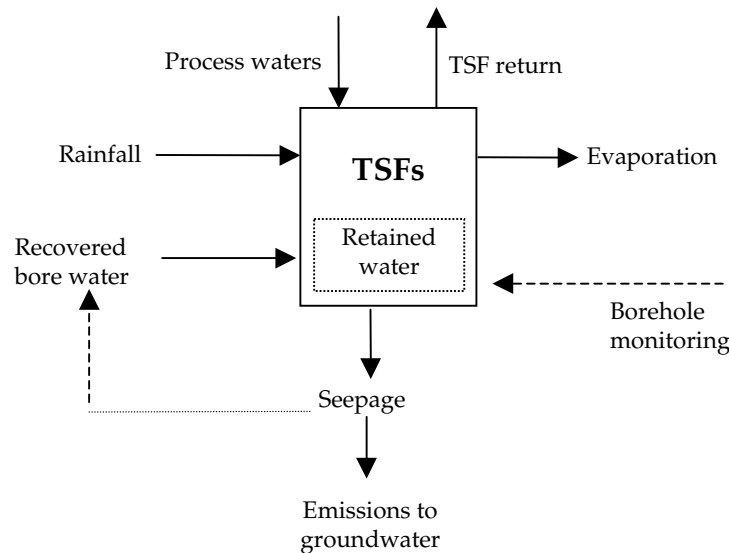 Process waters
TSF return
Rainfall
TSFs
Evaporation
Recovered
bore water
Retained
water
Borehole
monitoring
Seepage
Emissions to
groundwater